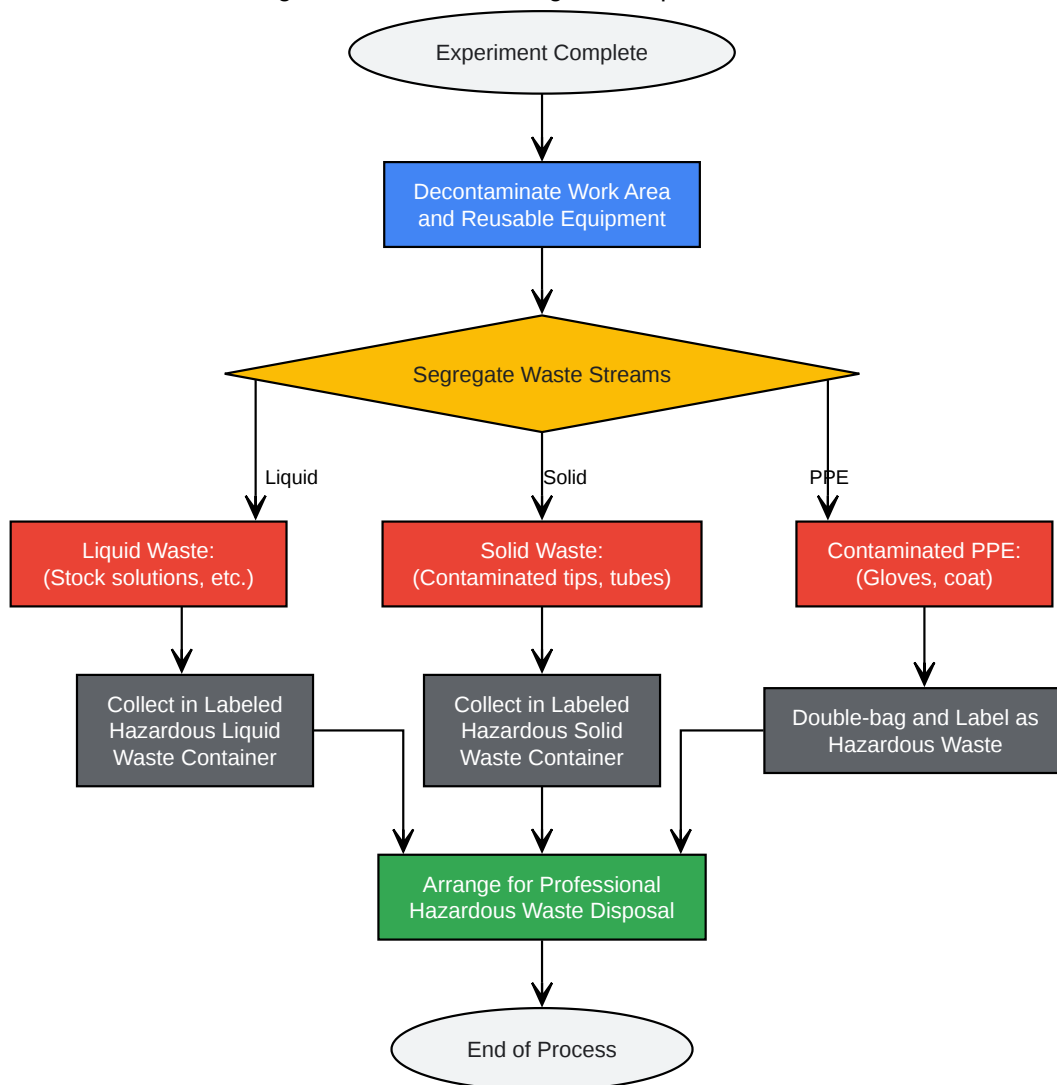 Experiment Complete
Decontaminate Work Area
and Reusable Equipment
Segregate Waste Streams
Liquid
Solid
PPE
Liquid Waste:
(Stock solutions, etc.)
Solid Waste:
(Contaminated tips, tubes)
Contaminated PPE:
(Gloves, coat)
Collect in Labeled
Hazardous Liquid
Waste Container
Collect in Labeled
Hazardous Solid
Waste Container
Double-bag and Label as
Hazardous Waste
Arrange for Professional
Hazardous Waste Disposal
End of Process